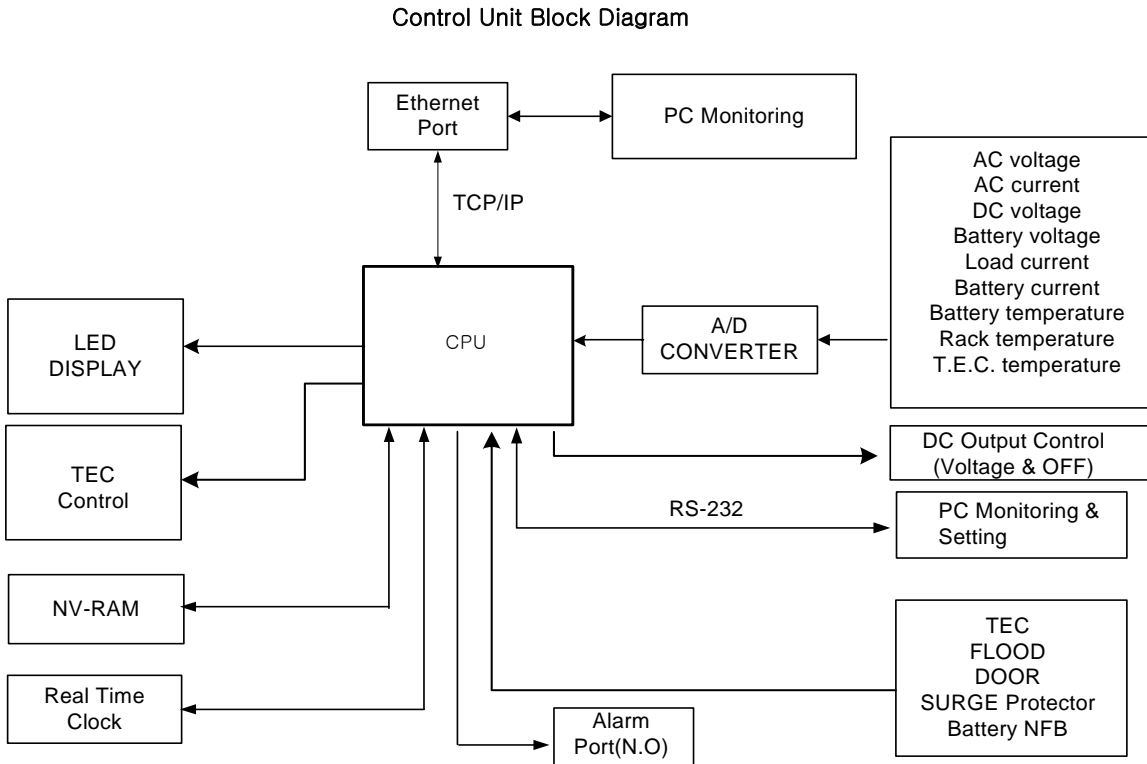 Control Unit Block Diagram
Ethernet
Port
PC Monitoring
TCP/IP
AC voltage
AC current
DC voltage
Battery voltage
Load current
Battery current
Battery temperature
Rack temperature
T.E.C. temperature
LED
DISPLAY
CPU
A/D
CONVERTER
DC Output Control
(Voltage & OFF)
TEC
Control
RS-232
PC Monitoring &
Setting
NV-RAM
TEC
FLOOD
DOOR
SURGE Protector
Battery NFB
Real Time
Clock
Alarm
Port(N.O)